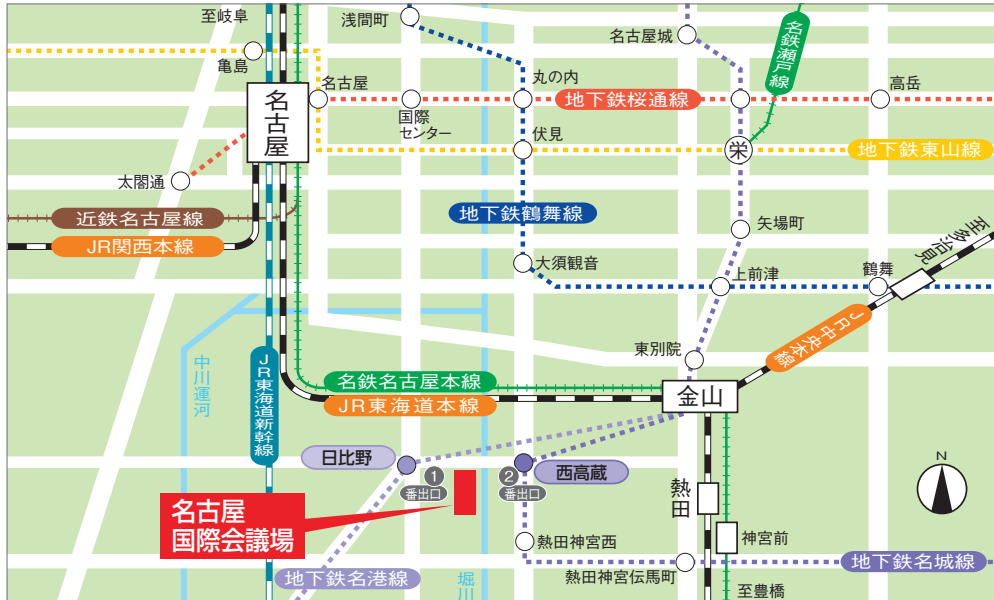 至岐阜
浅間町
名古屋城
名鉄瀬戸線
亀島
名古屋
丸の内
高岳
地下鉄桜通線
名古屋
国際
センター
伏見
栄
地下鉄東山線
太閤通
近鉄名古屋線
地下鉄鶴舞線
矢場町
JR関西本線
至多治見
大須観音
上前津
鶴舞
JR中央本線
東別院
中川運河
JR東海道新幹線
名鉄名古屋本線
JR東海道本線
金山
日比野
1
番出口
2
番出口
西高蔵
N
熱田
名古屋
国際会議場
熱田神宮西
神宮前
地下鉄名港線
堀川
熱田神宮伝馬町
地下鉄名城線
至豊橋